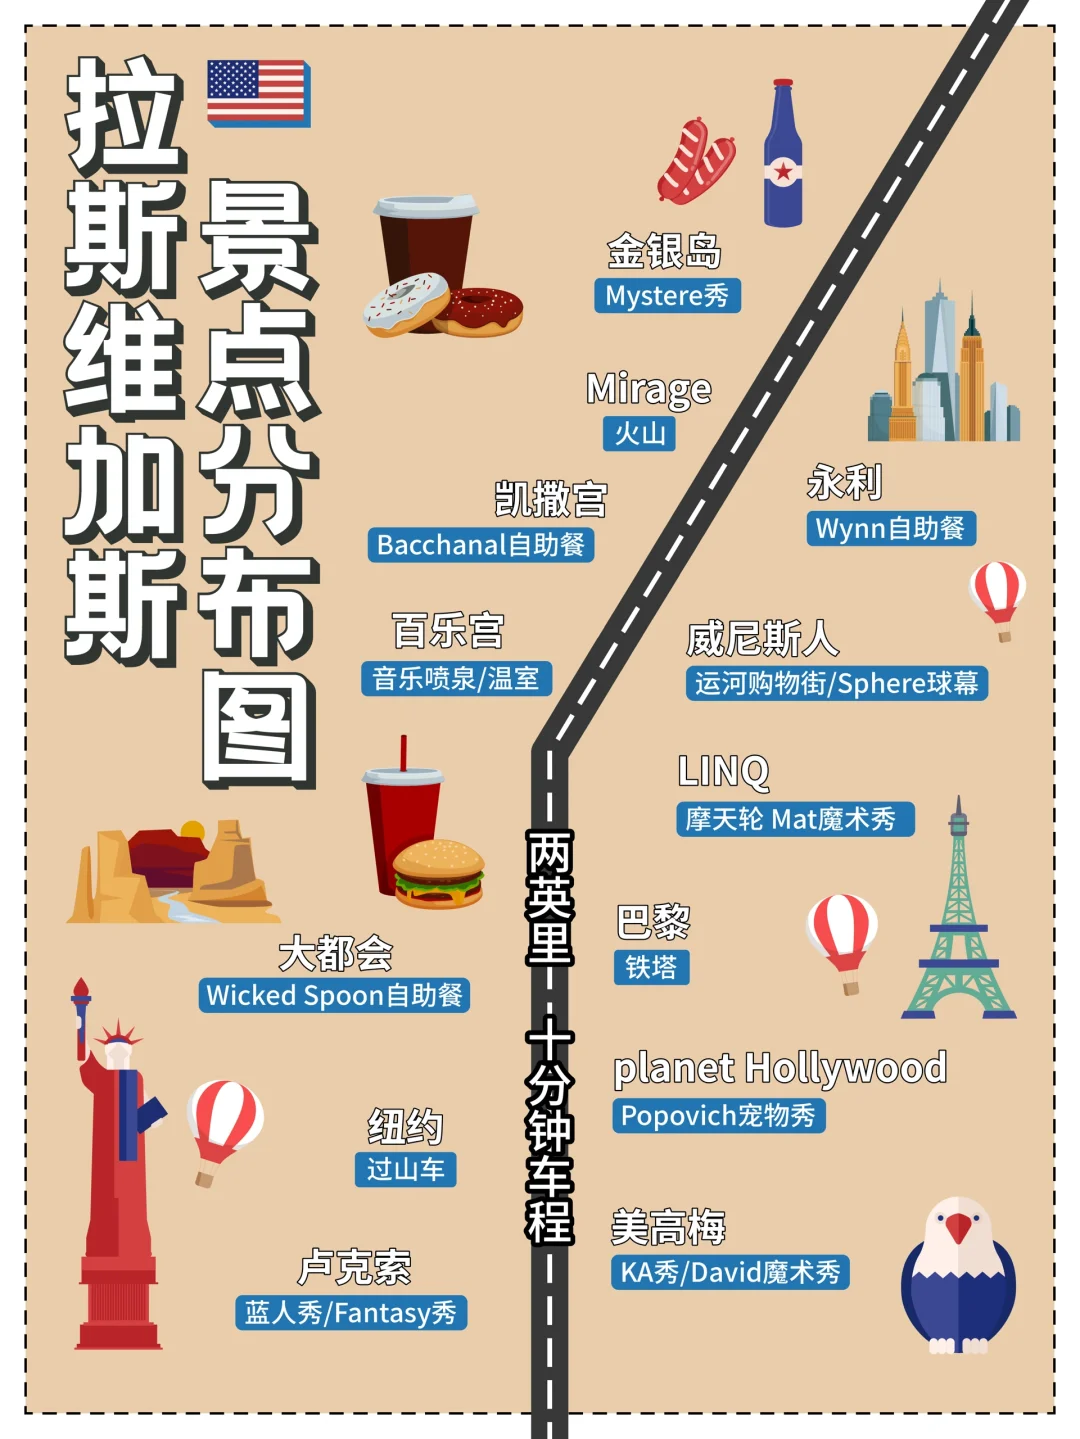 拉斯维加斯
景点分布图
金银岛
Mystere秀
Mirage
火山
永利
Wynn自助餐
凯撒宫
Bacchanal自助餐
百乐宫
音乐喷泉/温室
威尼斯人
运河购物街/Sphere球幕
LINQ
摩天轮 Mat魔术秀
两英里 十分钟车程
巴黎
铁塔
大都会
Wicked Spoon自助餐
planet Hollywood
Popovich宠物秀
纽约
过山车
美高梅
KA秀/David魔术秀
卢克索
蓝人秀/Fantasy秀